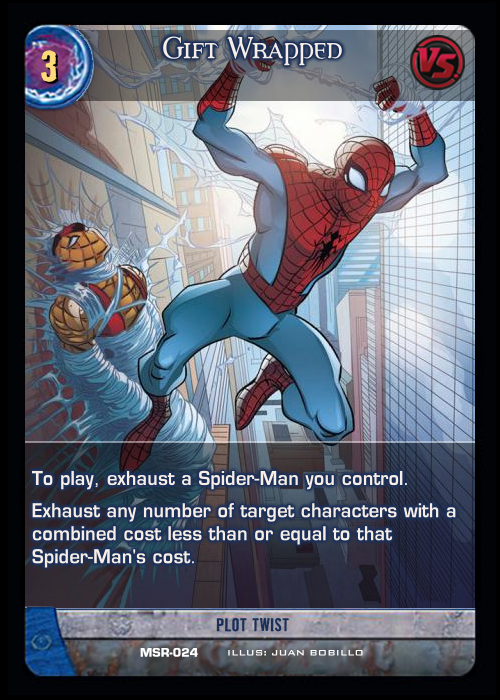 3
GIFT WRAPPED
VS.
To play, exhaust a Spider-Man you control.
Exhaust any number of target characters with a
combined cost less than or equal to that
Spider-Man's cost.
PLOT TWIST
MSR-024 ILLUS: JUAN BOBILLO